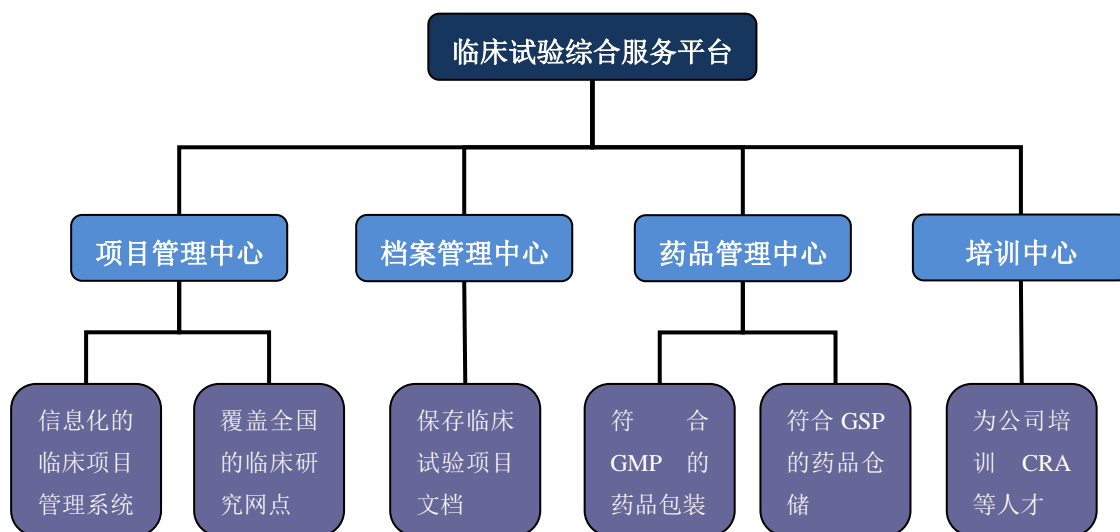 临床试验综合服务平台
项目管理中心
档案管理中心
药品管理中心
培训中心
信息化的
临床项目
管理系统
覆盖全国
的临床研
究网点
保存临床
试验项目
文档
符合
GMP 的
药品包装
符合 GSP
的药品仓
储
为公司培
训 CRA
等人才